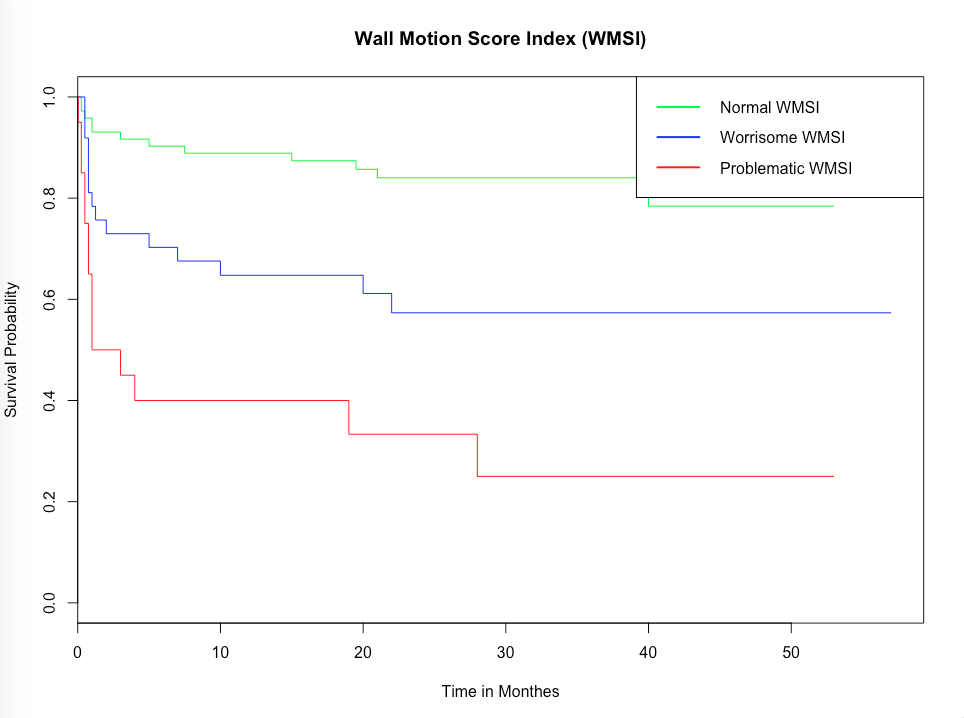 Wall Motion Score Index (WMSI)
Normal WMSI
Worrisome WMSI
Problematic WMSI
Survival Probability
1.0
0.8
0.6
0.4
0.2
0.0
0 10 20 30 40 50
Time in Monthes